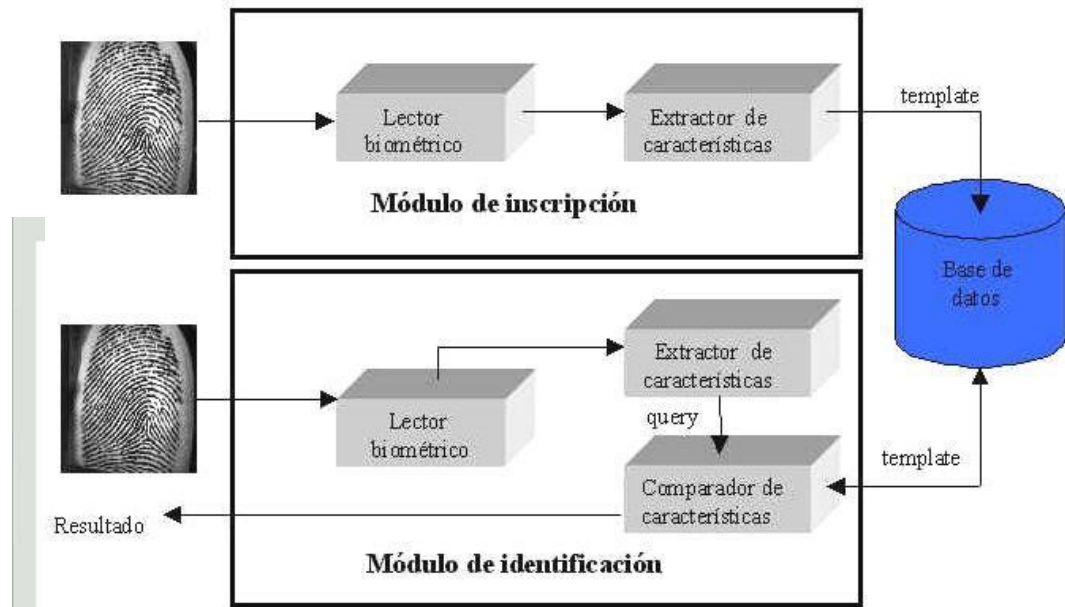 Lector
biométrico
Extractor de
características
template
Módulo de inscripción
Base de
datos
Lector
biométrico
Extractor de
características
query
Comparador de
características
template
Resultado
Módulo de identificación